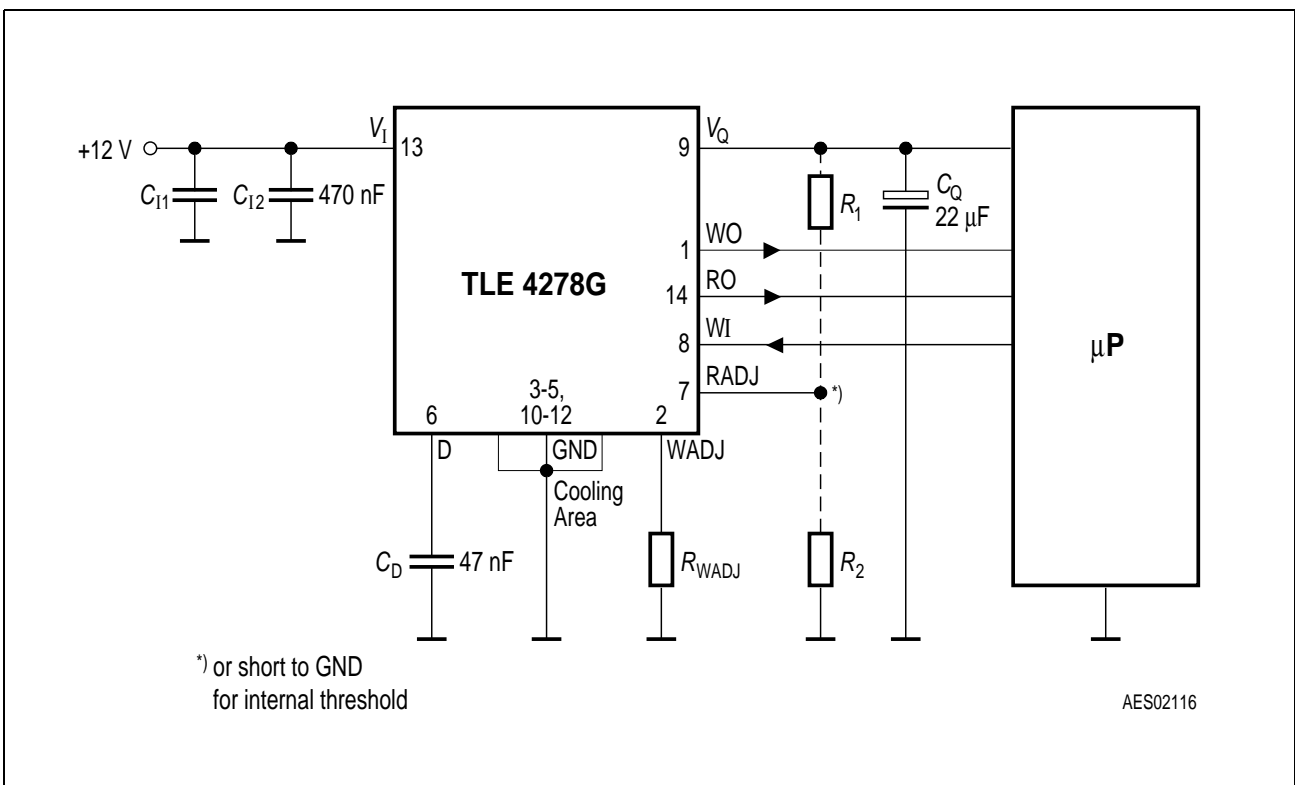 +12 V
C_I1
C_I2
470 nF
V_I
13
9
V_Q
R_1
C_Q
22 μF
WO
1
RO
14
WI
8
RADJ
7
*)
TLE 4278G
μP
3-5,
10-12
6
2
D
GND
WADJ
Cooling
Area
C_D
47 nF
R_WADJ
R_2
*) or short to GND
for internal threshold
AES02116